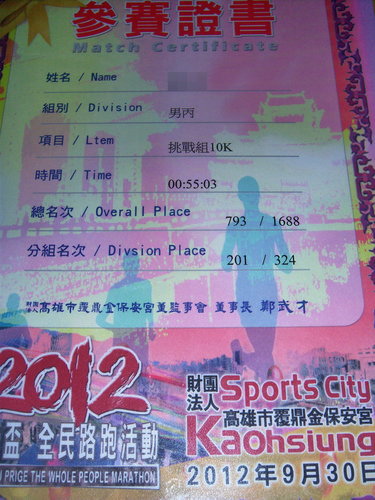 參賽證書
Match Certificate
姓名 / Name
組別 / Division 男丙
項目 / Ltem 挑戰組10K
時間 / Time 00:55:03
總名次 / Overall Place 793 / 1688
分組名次 / Divsion Place 201 / 324
財團法人高雄市覆鼎金保安宮董監事會 董事長 鄭武才
2012
盃 全民路跑活動
PRIGE THE WHOLE PEOPLE MARATHON
財團法人 Sports City
高雄市覆鼎金保安宮
Kaohsiung
2012年9月30日